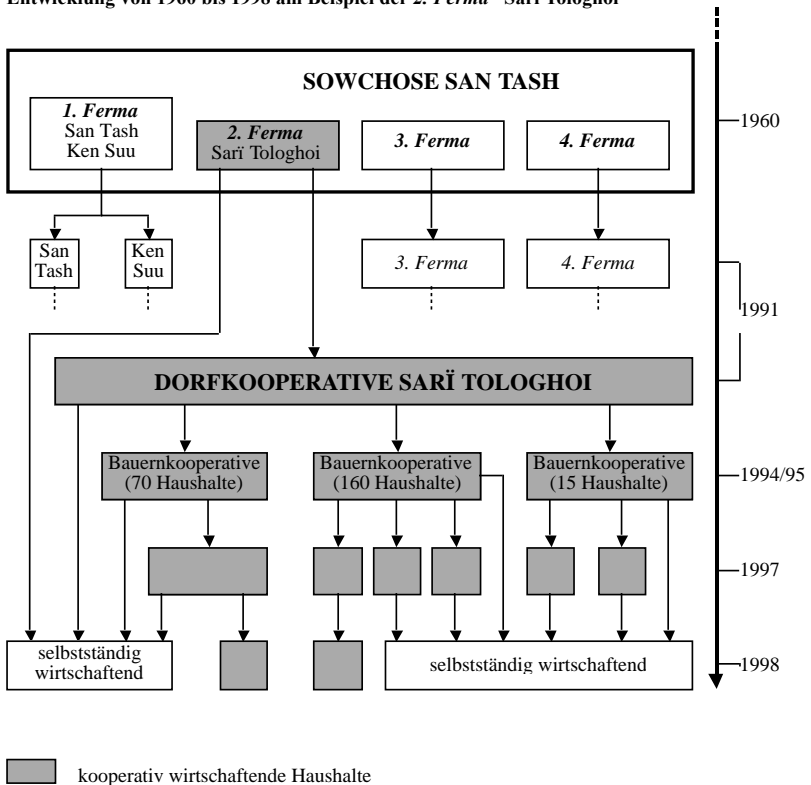 Entwicklung von 1960 bis 1998 am Beispiel der 2. Ferma "Sarï Tologhoi"
SOWCHOSE SAN TASH
1. Ferma
San Tash
Ken Suu
2. Ferma
Sarï Tologhoi
3. Ferma
4. Ferma
1960
San
Tash
Ken
Suu
3. Ferma
4. Ferma
1991
DORFKOOPERATIVE SARÏ TOLOGHOI
Bauernkooperative
(70 Haushalte)
Bauernkooperative
(160 Haushalte)
Bauernkooperative
(15 Haushalte)
1994/95
1997
selbstständig
wirtschaftend
selbstständig wirtschaftend
1998
kooperativ wirtschaftende Haushalte